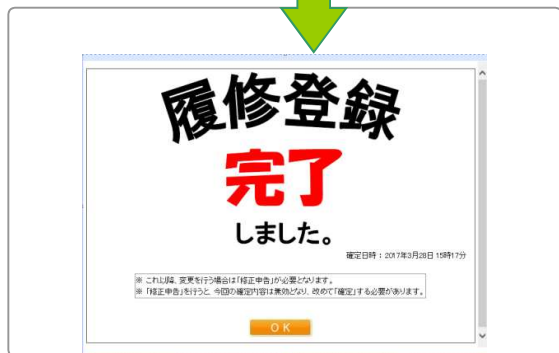 履修登録
完了
しました。
確定日時：2017年3月28日 15時17分
※ これ以降、変更を行う場合は「修正申告」が必要となります。
※ 「修正申告」を行うと、今回の確定内容は無効となり、改めて「確定」する必要があります。
OK